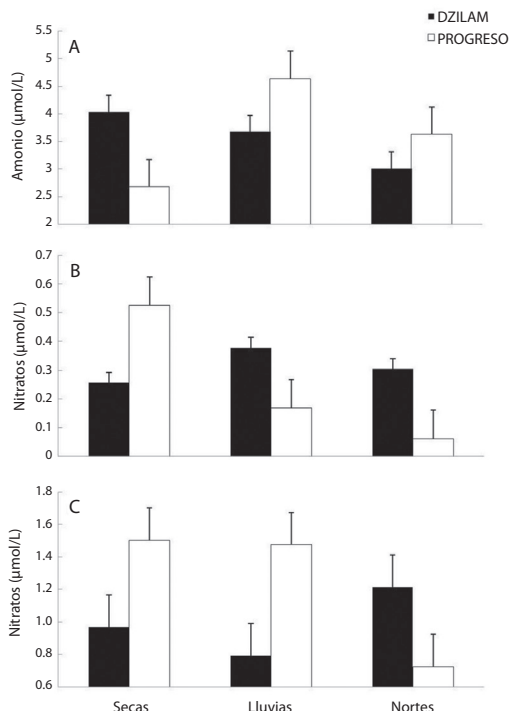 DZILAM
PROGRESO
A
Amonio (µmol/L)
5.5
5
4.5
4
3.5
3
2.5
2
B
Nitratos (µmol/L)
0.7
0.6
0.5
0.4
0.3
0.2
0.1
0
C
Nitratos (µmol/L)
1.8
1.6
1.4
1.2
1.0
0.8
0.6
Secas Lluvias Nortes